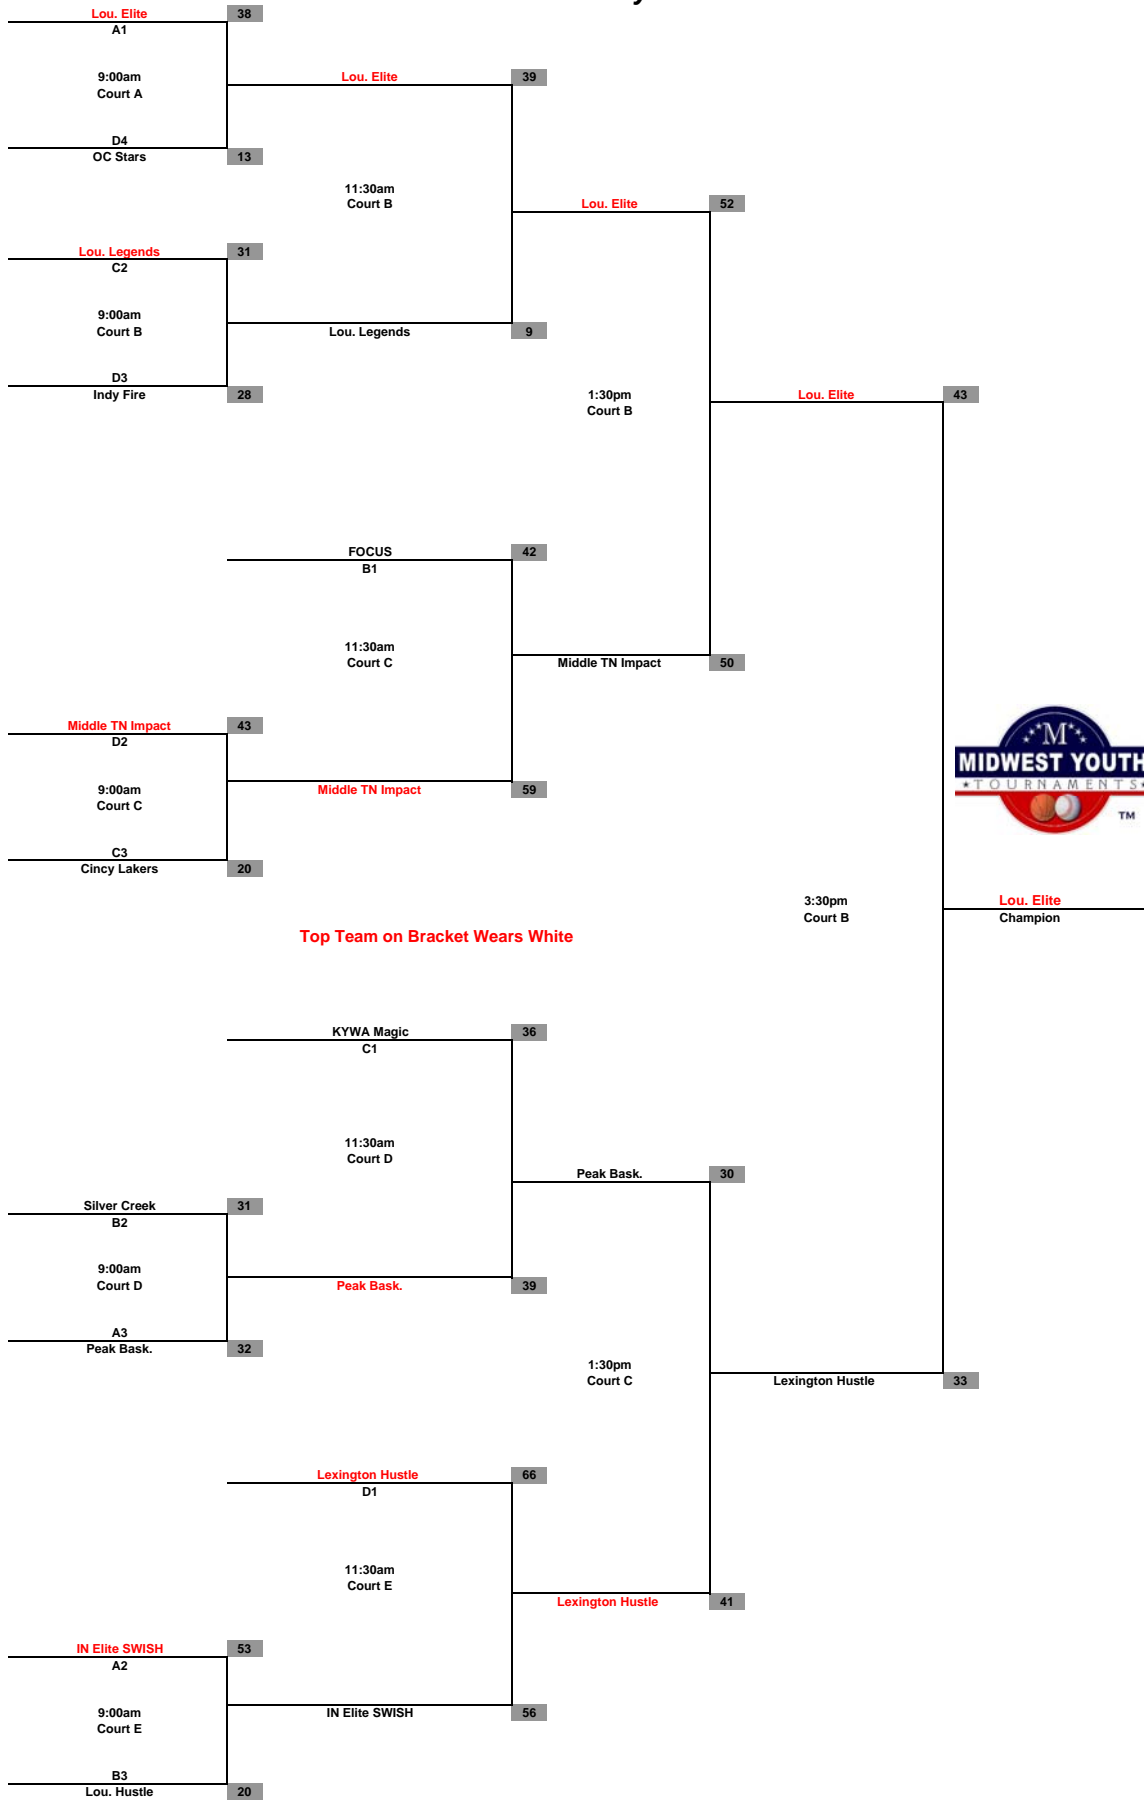 Lou. Elite 38
A1
9:00am
Court A
Lou. Elite 39
D4
OC Stars 13
11:30am
Court B
Lou. Elite 52
Lou. Legends 31
C2
9:00am
Court B
Lou. Legends 9
D3
Indy Fire 28
1:30pm
Court B
Lou. Elite 43
FOCUS 42
B1
11:30am
Court C
Middle TN Impact 50
Middle TN Impact 43
D2
9:00am
Court C
Middle TN Impact 59
C3
Cincy Lakers 20
M
MIDWEST YOUTH
TOURNAMENTS
TM
3:30pm
Court B
Lou. Elite
Champion
Top Team on Bracket Wears White
KYWA Magic 36
C1
11:30am
Court D
Peak Bask. 30
Silver Creek 31
B2
9:00am
Court D
Peak Bask. 39
A3
Peak Bask. 32
1:30pm
Court C
Lexington Hustle 33
Lexington Hustle 66
D1
11:30am
Court E
Lexington Hustle 41
IN Elite SWISH 53
A2
9:00am
Court E
IN Elite SWISH 56
B3
Lou. Hustle 20